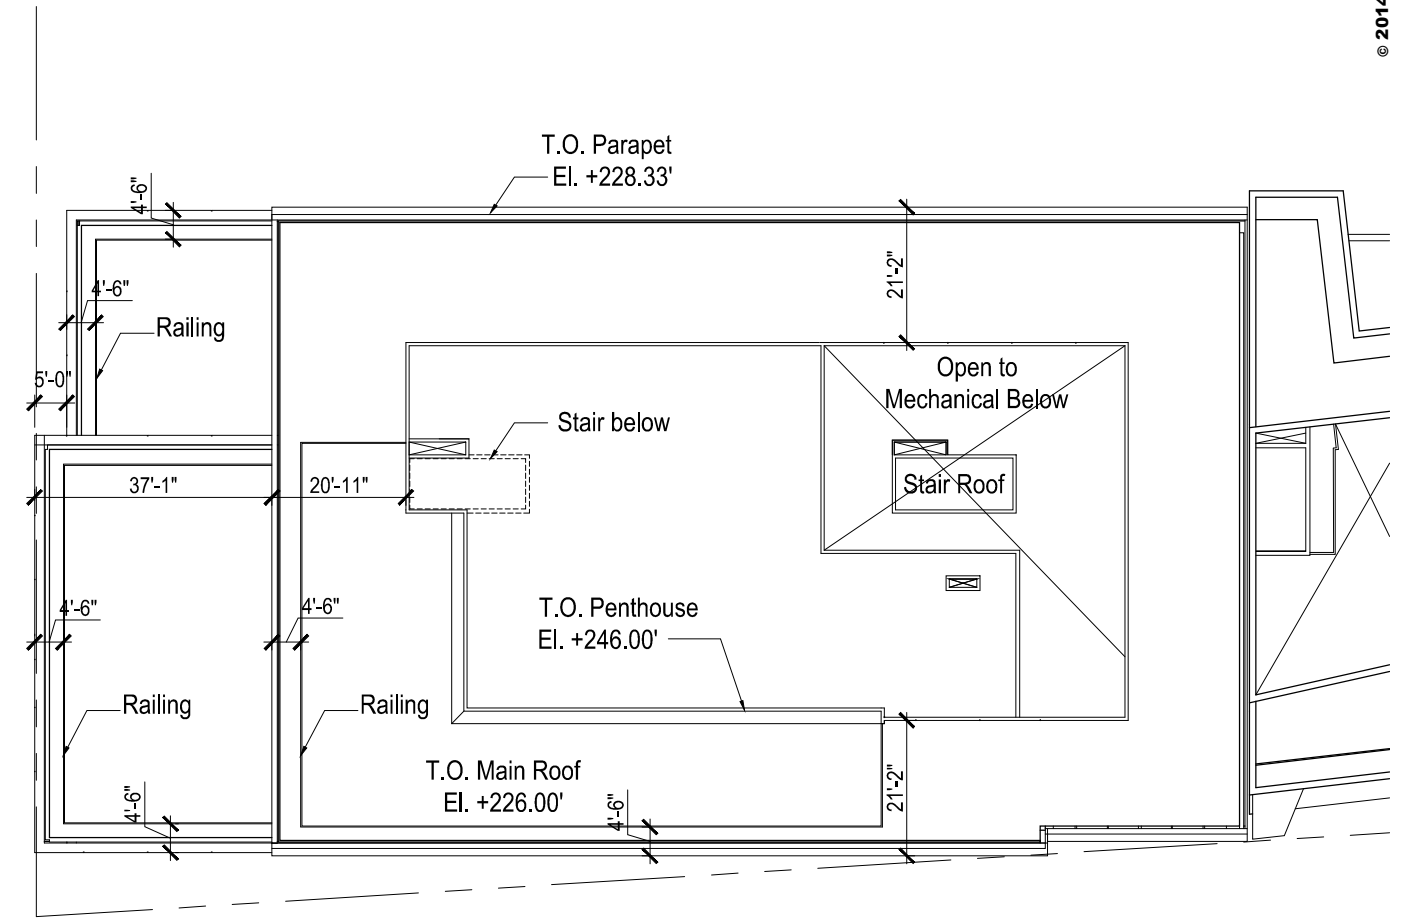 © 2014
T.O. Parapet
El. +228.33'
4'-6"
21'-2"
4'-6"
Railing
Open to
Mechanical Below
5'-0"
Stair below
37'-1"
20'-11"
Stair Roof
4'-6"
4'-6"
T.O. Penthouse
El. +246.00'
Railing
Railing
T.O. Main Roof
El. +226.00'
4'-6"
4'-6"
21'-2"